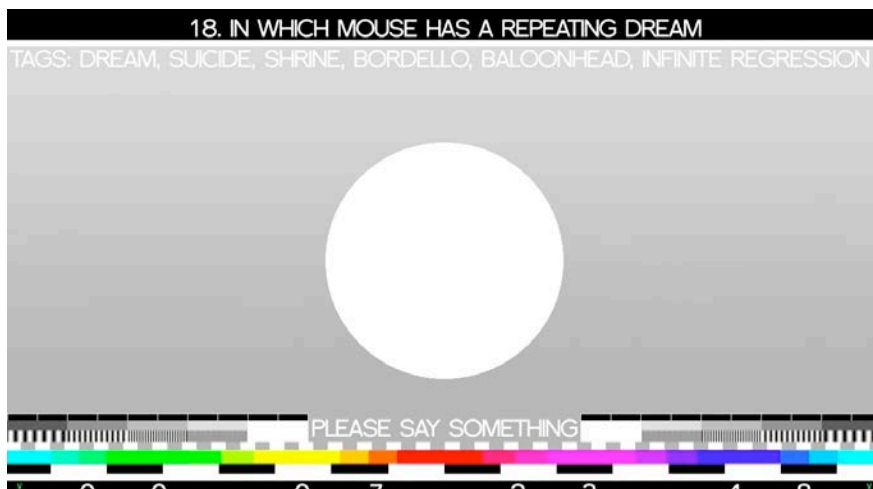 18. IN WHICH MOUSE HAS A REPEATING DREAM
TAGS: DREAM, SUICIDE, SHRINE, BORDELLO, BALOONHEAD, INFINITE REGRESSION
PLEASE SAY SOMETHING